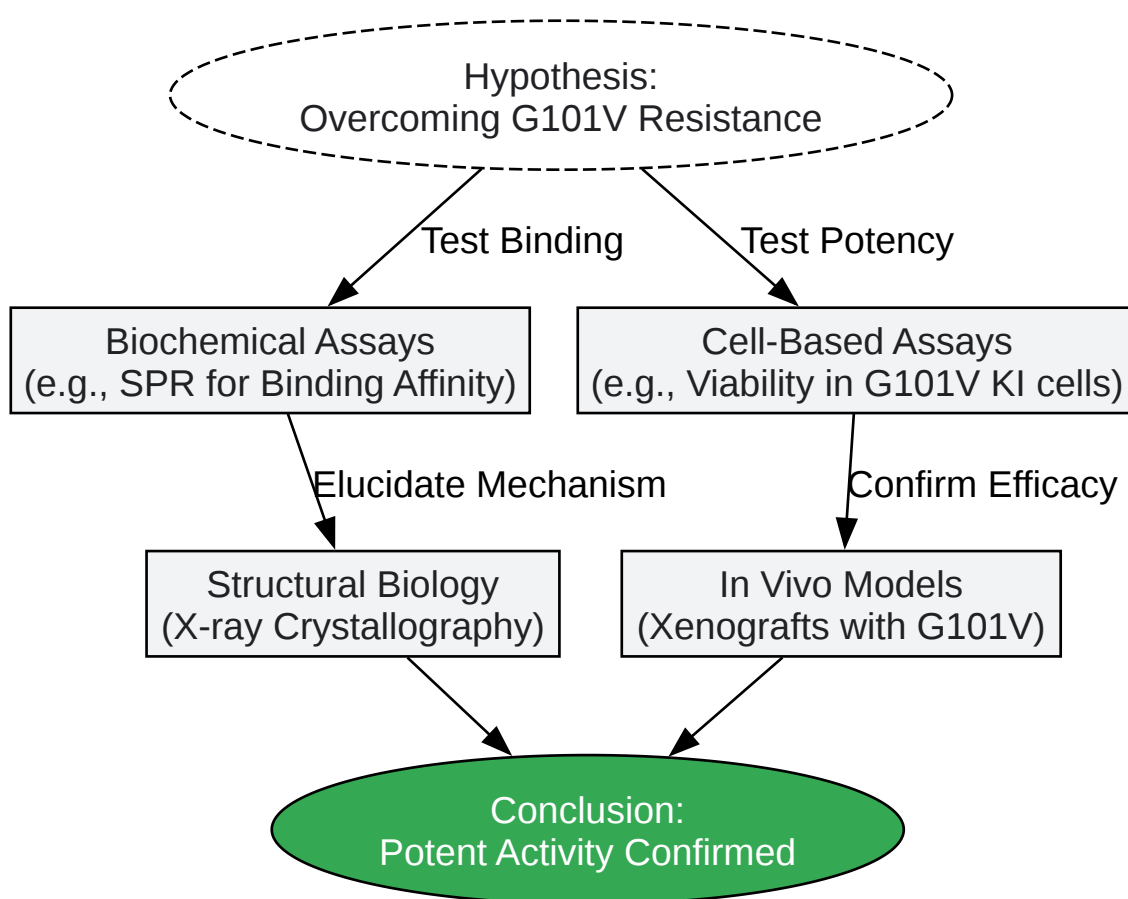 Hypothesis:
Overcoming G101V Resistance
Test Binding
Test Potency
Biochemical Assays
(e.g., SPR for Binding Affinity)
Cell-Based Assays
(e.g., Viability in G101V KI cells)
Elucidate Mechanism
Confirm Efficacy
Structural Biology
(X-ray Crystallography)
In Vivo Models
(Xenografts with G101V)
Conclusion:
Potent Activity Confirmed